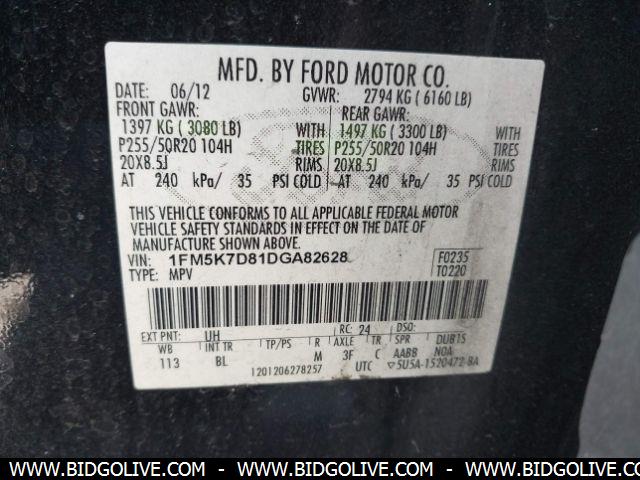 MFD. BY FORD MOTOR CO.
DATE: 06/12 GVWR: 2794 KG ( 6160 LB)
FRONT GAWR: REAR GAWR:
1397 KG ( 3080 LB) WITH 1497 KG ( 3300 LB) WITH
P255/50R20 104H TIRES P255/50R20 104H TIRES
20X8.5J RIMS 20X8.5J RIMS
AT 240 kPa/ 35 PSI COLD AT 240 kPa/ 35 PSI COLD
THIS VEHICLE CONFORMS TO ALL APPLICABLE FEDERAL MOTOR
VEHICLE SAFETY STANDARDS IN EFFECT ON THE DATE OF
MANUFACTURE SHOWN ABOVE.
VIN: 1FM5K7D81DGA82628 F0235
TYPE: MPV T0220
EXT PNT: UH RC: 24 DSO:
WB INT TR TP/PS R AXLE TR SPR DUB15
113 BL M 3F C AABB NOA
1201206278257 UTC ▽5U5A-1520472-BA
WWW.BIDGOLIVE.COM - WWW.BIDGOLIVE.COM - WWW.BIDGOLIVE.COM